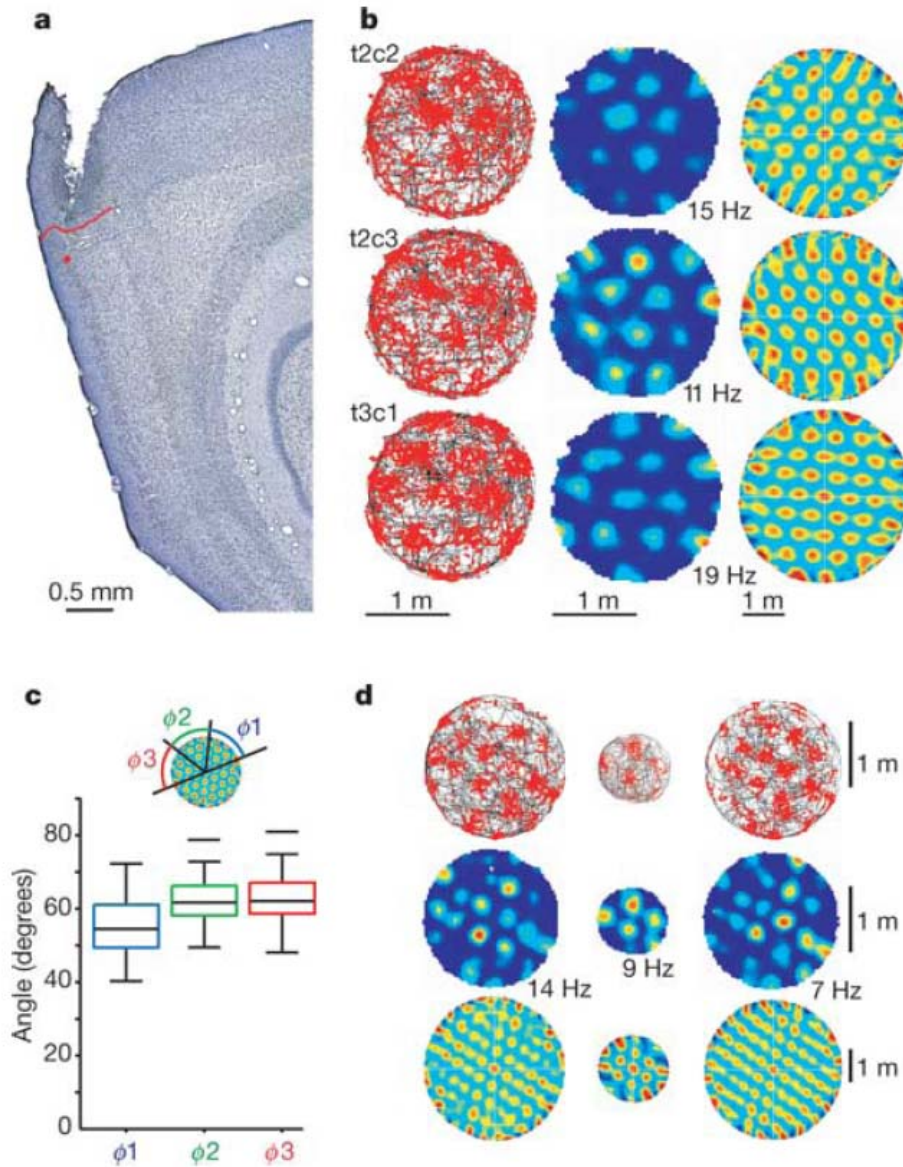 a
0.5 mm
b
t2c2
15 Hz
t2c3
11 Hz
t3c1
19 Hz
1 m
1 m
1 m
c
ϕ2
ϕ1
ϕ3
Angle (degrees)
80
60
40
20
0
ϕ1
ϕ2
ϕ3
d
1 m
1 m
14 Hz
9 Hz
7 Hz
1 m